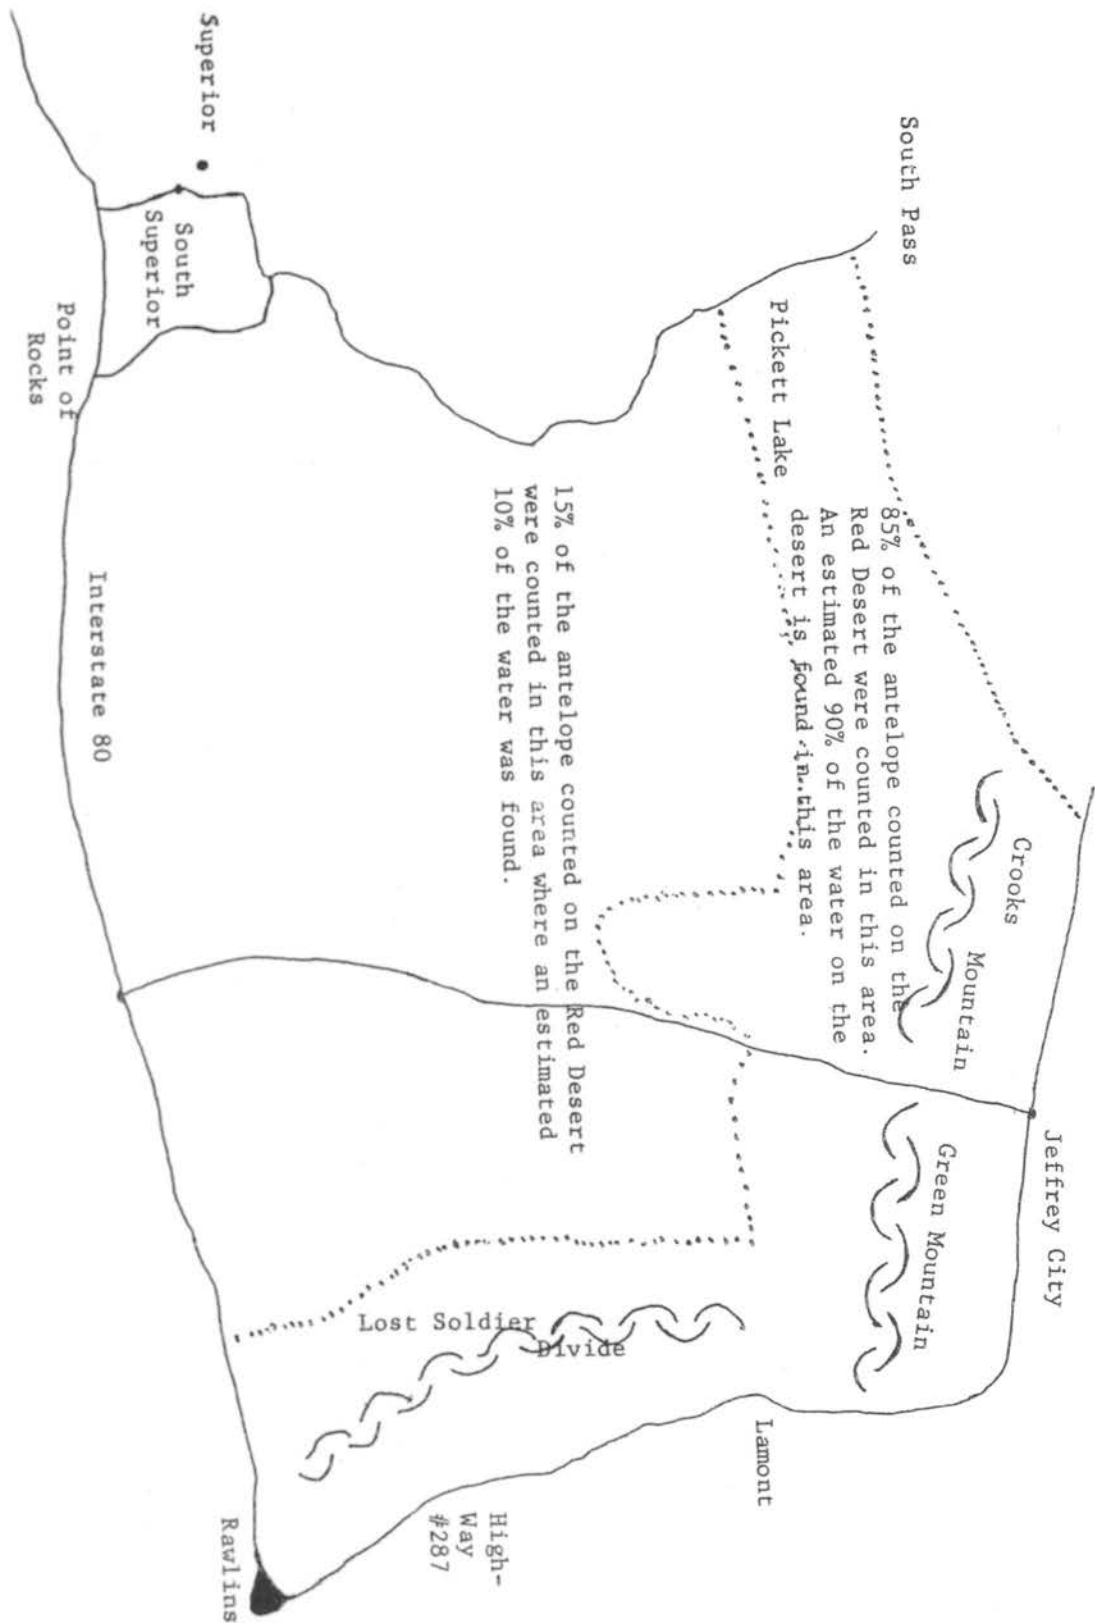 South Pass
Crooks
Mountain
Jeffrey City
Green Mountain
Pickett Lake
85% of the antelope counted on the
Red Desert were counted in this area.
An estimated 90% of the water on the
desert is found in this area.
Lamont
15% of the antelope counted on the Red Desert
were counted in this area where an estimated
10% of the water was found.
Lost Soldier
Divide
High-
Way
#287
Superior
South
Superior
Point of
Rocks
Interstate 80
Rawlins